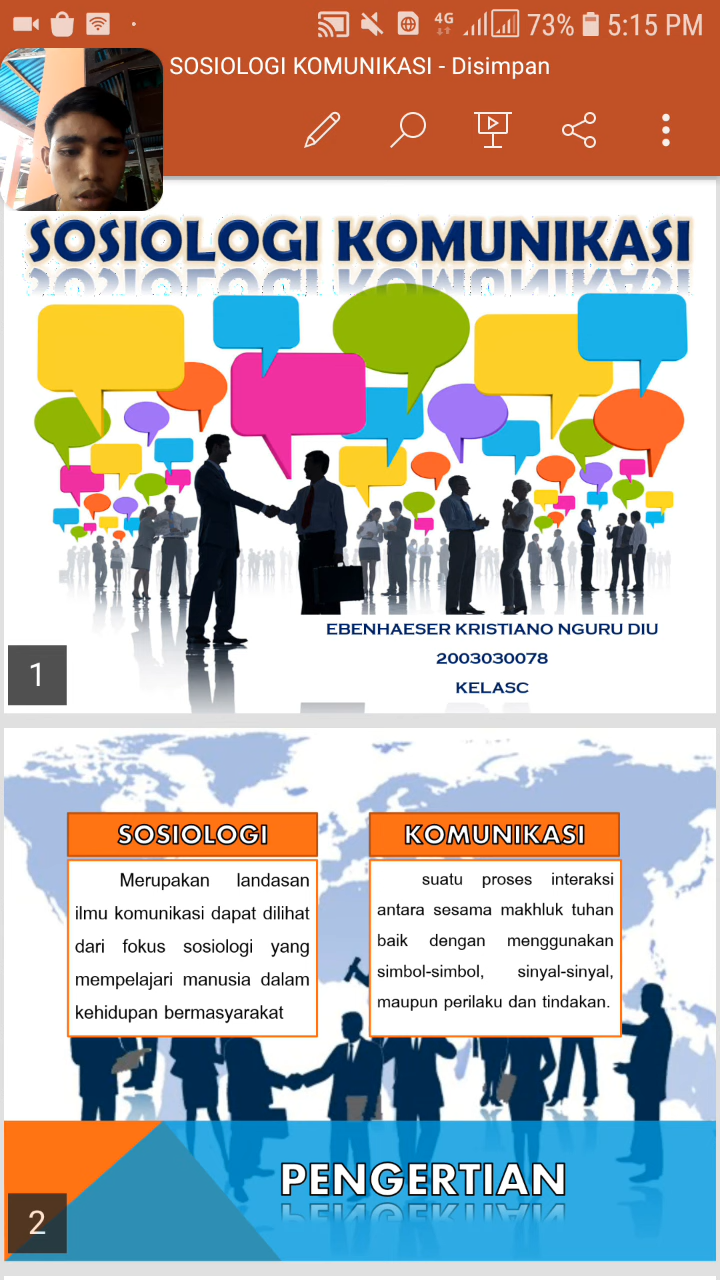 4G 73% 5:15 PM
SOSIOLOGI KOMUNIKASI - Disimpan
SOSIOLOGI KOMUNIKASI
EBENHAESER KRISTIANO NGURU DIU
2003030078
KELASC
1
SOSIOLOGI
Merupakan landasan
ilmu komunikasi dapat dilihat
dari fokus sosiologi yang
mempelajari manusia dalam
kehidupan bermasyarakat
KOMUNIKASI
suatu proses interaksi
antara sesama makhluk tuhan
baik dengan menggunakan
simbol-simbol, sinyal-sinyal,
maupun perilaku dan tindakan.
PENGERTIAN
2